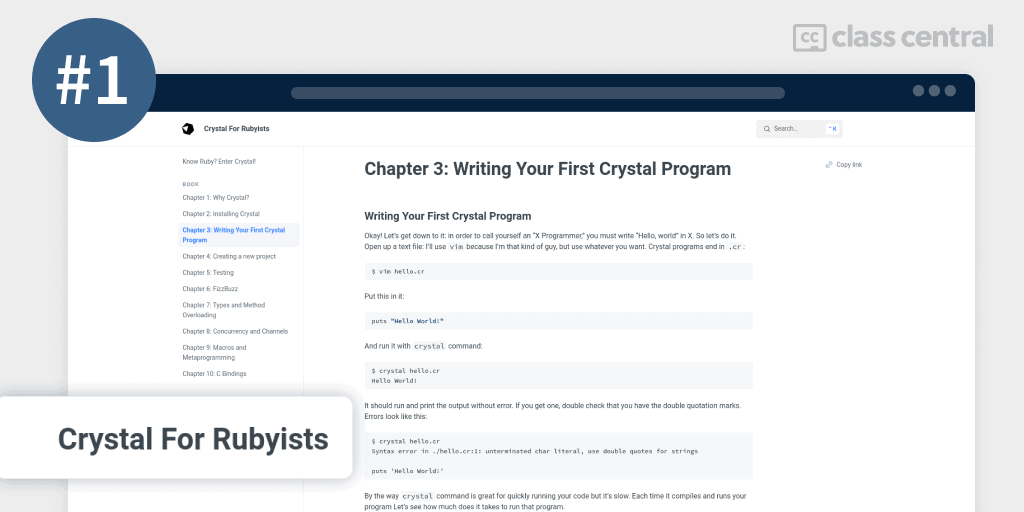 #1
cc class central
Crystal For Rubyists
Search...
⌃K
Know Ruby? Enter Crystal!
BOOK
Chapter 1: Why Crystal?
Chapter 2: Installing Crystal
Chapter 3: Writing Your First Crystal
Program
Chapter 4: Creating a new project
Chapter 5: Testing
Chapter 6: FizzBuzz
Chapter 7: Types and Method
Overloading
Chapter 8: Concurrency and Channels
Chapter 9: Macros and
Metaprogramming
Chapter 10: C Bindings
Chapter 3: Writing Your First Crystal Program
Copy link
Writing Your First Crystal Program
Okay! Let's get down to it: in order to call yourself an "X Programmer," you must write "Hello, world" in X. So let's do it.
Open up a text file: I'll use vim because I'm that kind of guy, but use whatever you want. Crystal programs end in .cr:
$ vim hello.cr
Put this in it:
puts "Hello World!"
And run it with crystal command:
$ crystal hello.cr
Hello World!
It should run and print the output without error. If you get one, double check that you have the double quotation marks.
Errors look like this:
$ crystal hello.cr
Syntax error in ./hello.cr:1: unterminated char literal, use double quotes for strings
puts 'Hello World!'
By the way crystal command is great for quickly running your code but it's slow. Each time it compiles and runs your
program Let's see how much does it takes to run that program.
Crystal For Rubyists